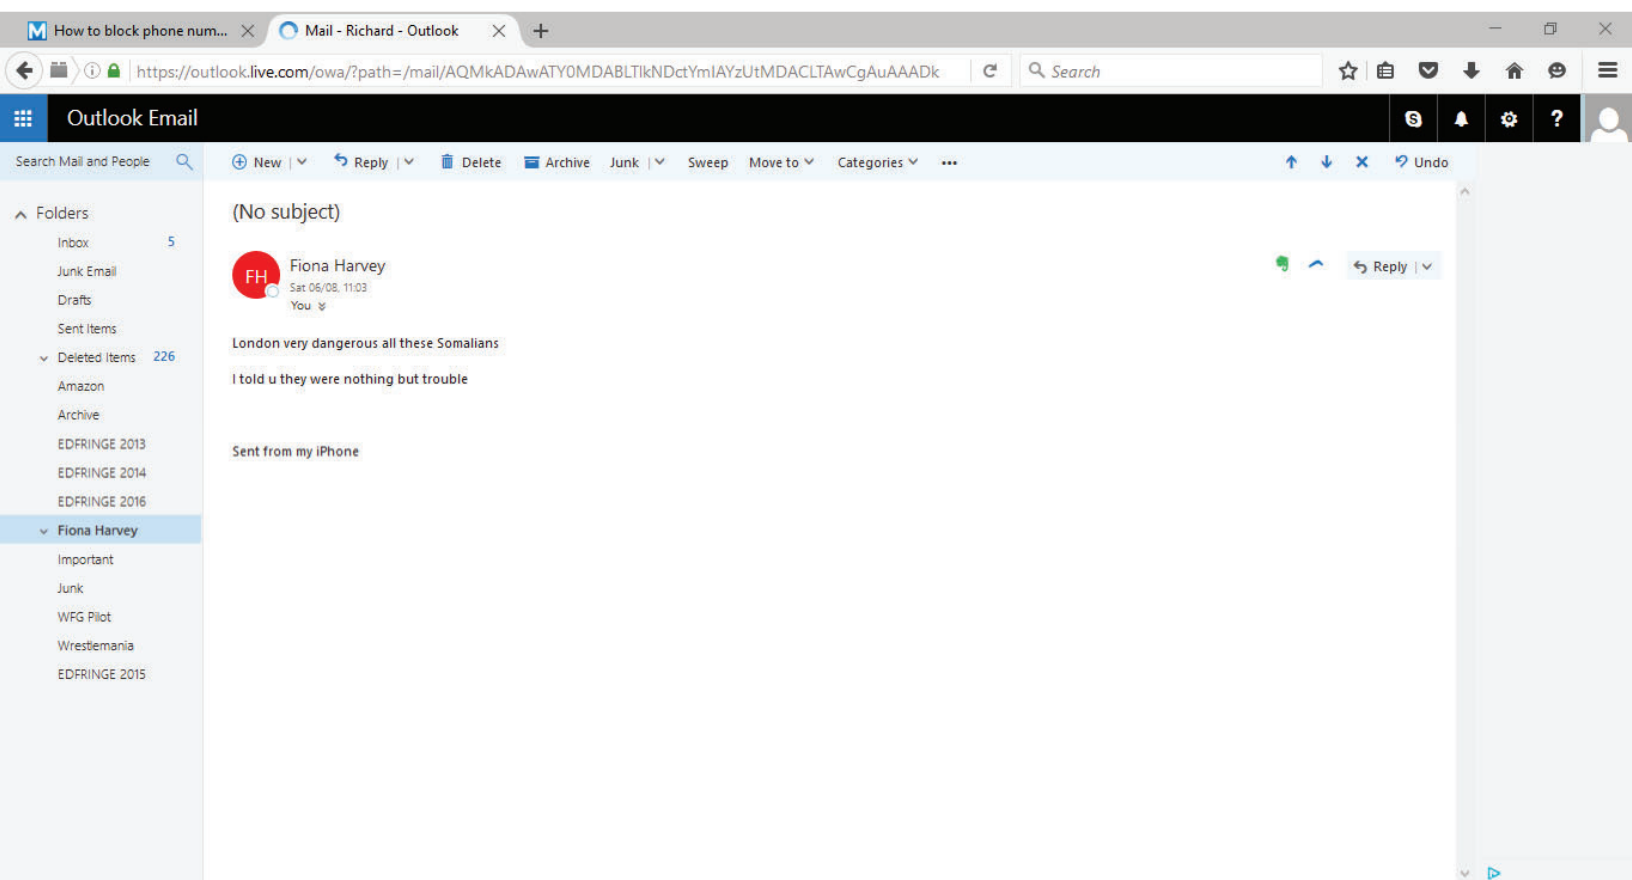 How to block phone num...
Mail - Richard - Outlook
https://outlook.live.com/owa/?path=/mail/AQMkADAwATY0MDABLTlkNDctYmIAYzUtMDACLTAwCgAuAAADk
Search
Outlook Email
Search Mail and People
New
Reply
Delete
Archive
Junk
Sweep
Move to
Categories
Undo
Folders
Inbox 5
Junk Email
Drafts
Sent Items
Deleted Items 226
Amazon
Archive
EDFRINGE 2013
EDFRINGE 2014
EDFRINGE 2016
Fiona Harvey
Important
Junk
WFG Pilot
Wrestlemania
EDFRINGE 2015
(No subject)
FH
Fiona Harvey
Sat 06/08, 11:03
You
Reply
London very dangerous all these Somalians
I told u they were nothing but trouble
Sent from my iPhone